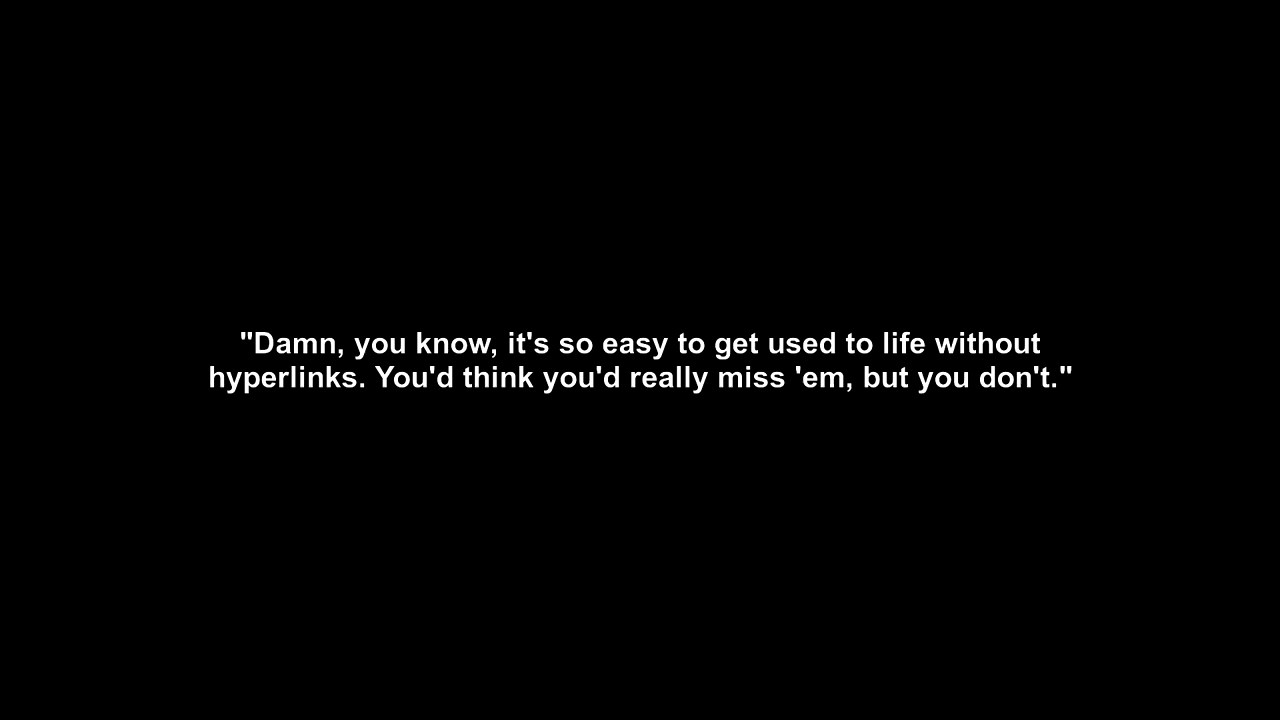 "Damn, you know, it's so easy to get used to life without
hyperlinks. You'd think you'd really miss 'em, but you don't."